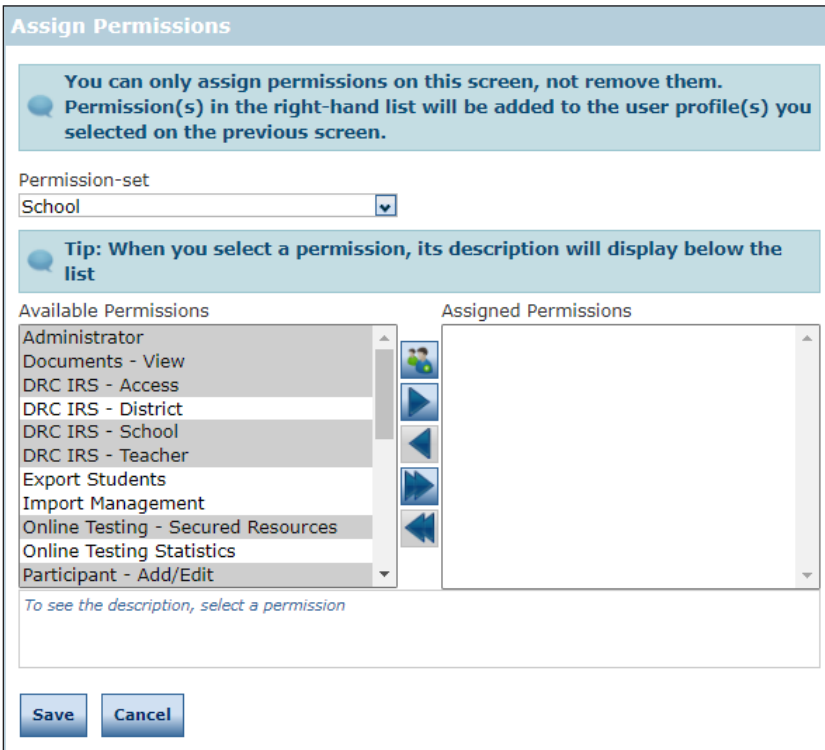 Assign Permissions
You can only assign permissions on this screen, not remove them.
Permission(s) in the right-hand list will be added to the user profile(s) you
selected on the previous screen.
Permission-set
School
Tip: When you select a permission, its description will display below the
list
Available Permissions
Administrator
Documents - View
DRC IRS - Access
DRC IRS - District
DRC IRS - School
DRC IRS - Teacher
Export Students
Import Management
Online Testing - Secured Resources
Online Testing Statistics
Participant - Add/Edit
Assigned Permissions
To see the description, select a permission
Save
Cancel